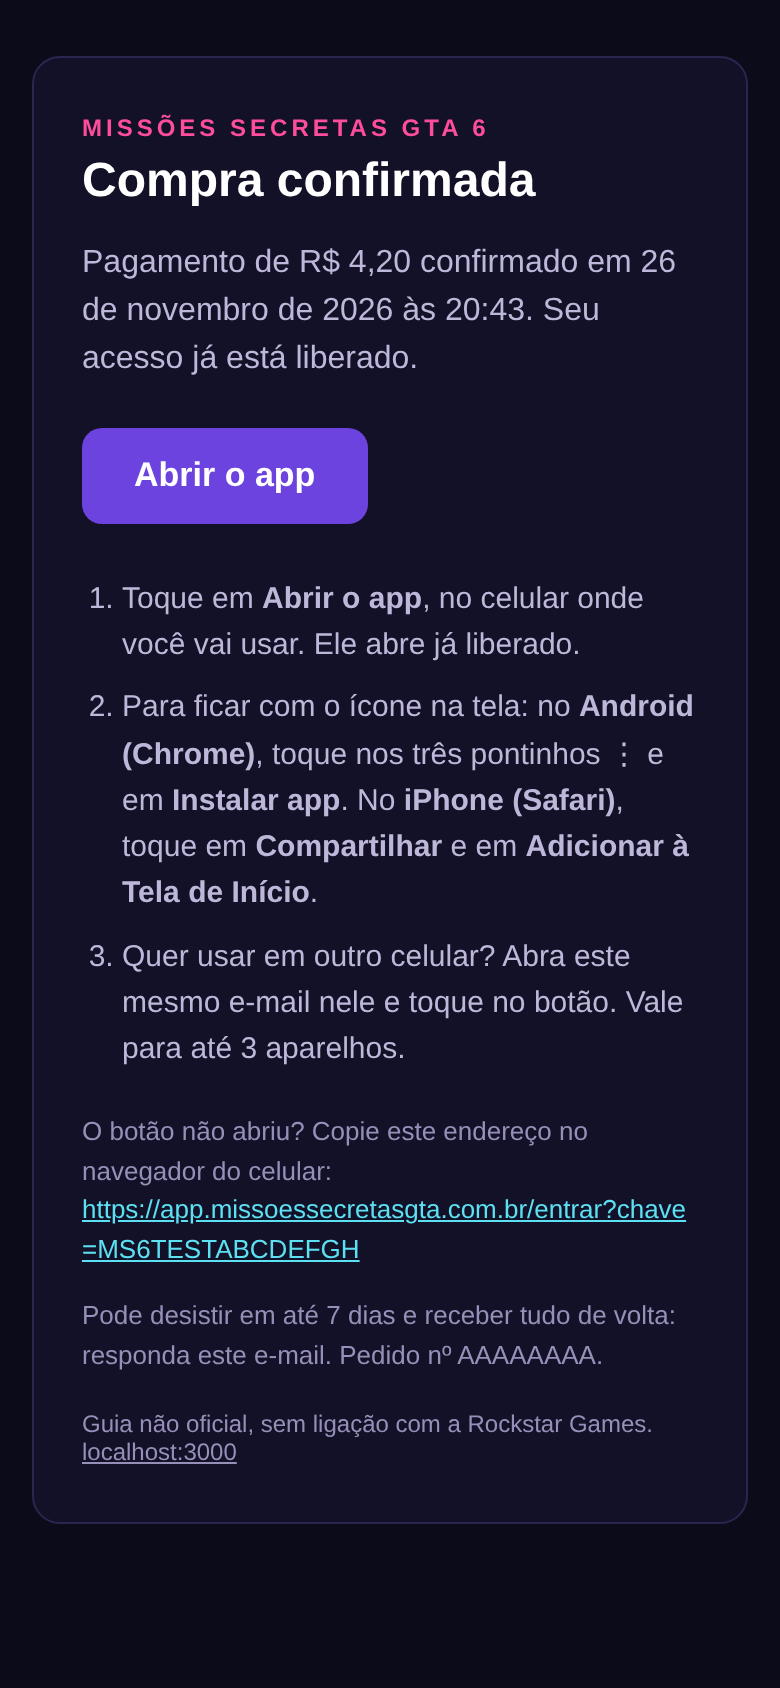 MISSÕES SECRETAS GTA 6
Compra confirmada
Pagamento de R$ 4,20 confirmado em 26
de novembro de 2026 às 20:43. Seu
acesso já está liberado.
Abrir o app
1. Toque em Abrir o app, no celular onde
você vai usar. Ele abre já liberado.
2. Para ficar com o ícone na tela: no Android
(Chrome), toque nos três pontinhos ⋮ e
em Instalar app. No iPhone (Safari),
toque em Compartilhar e em Adicionar à
Tela de Início.
3. Quer usar em outro celular? Abra este
mesmo e-mail nele e toque no botão. Vale
para até 3 aparelhos.
O botão não abriu? Copie este endereço no
navegador do celular:
https://app.missoessecretasgta.com.br/entrar?chave
=MS6TESTABCDEFGH
Pode desistir em até 7 dias e receber tudo de volta:
responda este e-mail. Pedido nº AAAAAAAA.
Guia não oficial, sem ligação com a Rockstar Games.
localhost:3000